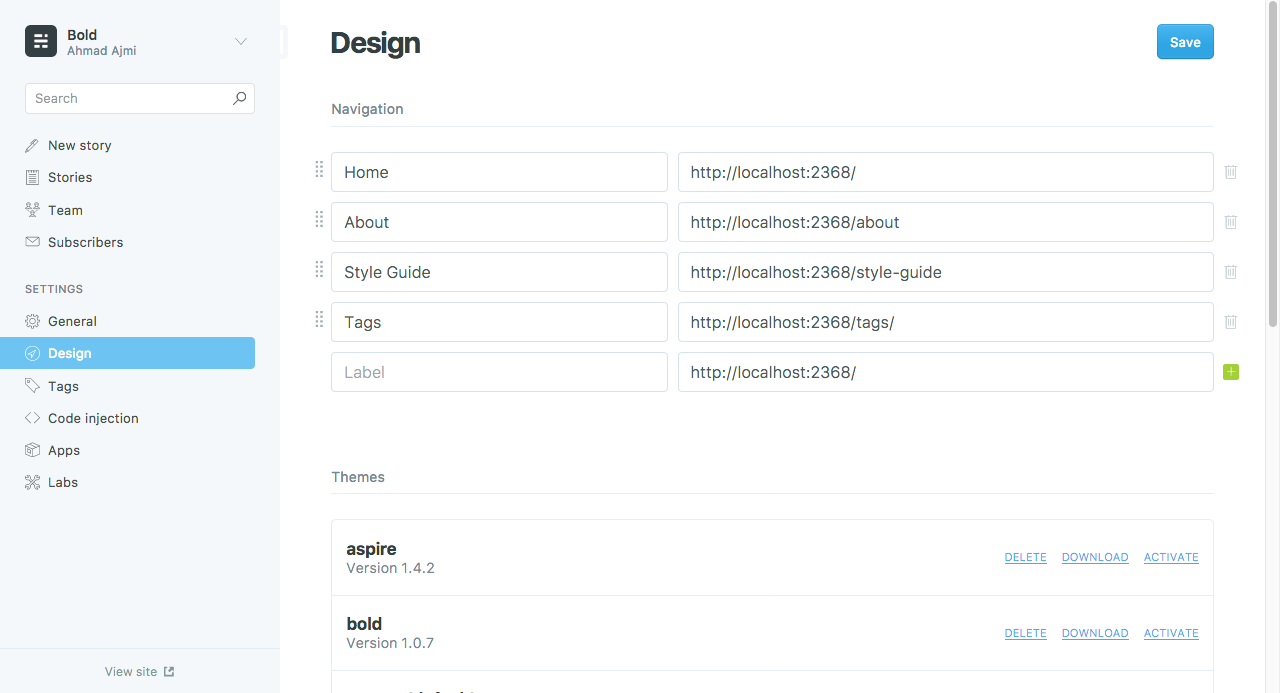 Bold
Ahmad Ajmi
Search
New story
Stories
Team
Subscribers
SETTINGS
General
Design
Tags
Code injection
Apps
Labs
View site
Design
Save
Navigation
Home http://localhost:2368/
About http://localhost:2368/about
Style Guide http://localhost:2368/style-guide
Tags http://localhost:2368/tags/
Label http://localhost:2368/
Themes
aspire
Version 1.4.2
DELETE DOWNLOAD ACTIVATE
bold
Version 1.0.7
DELETE DOWNLOAD ACTIVATE